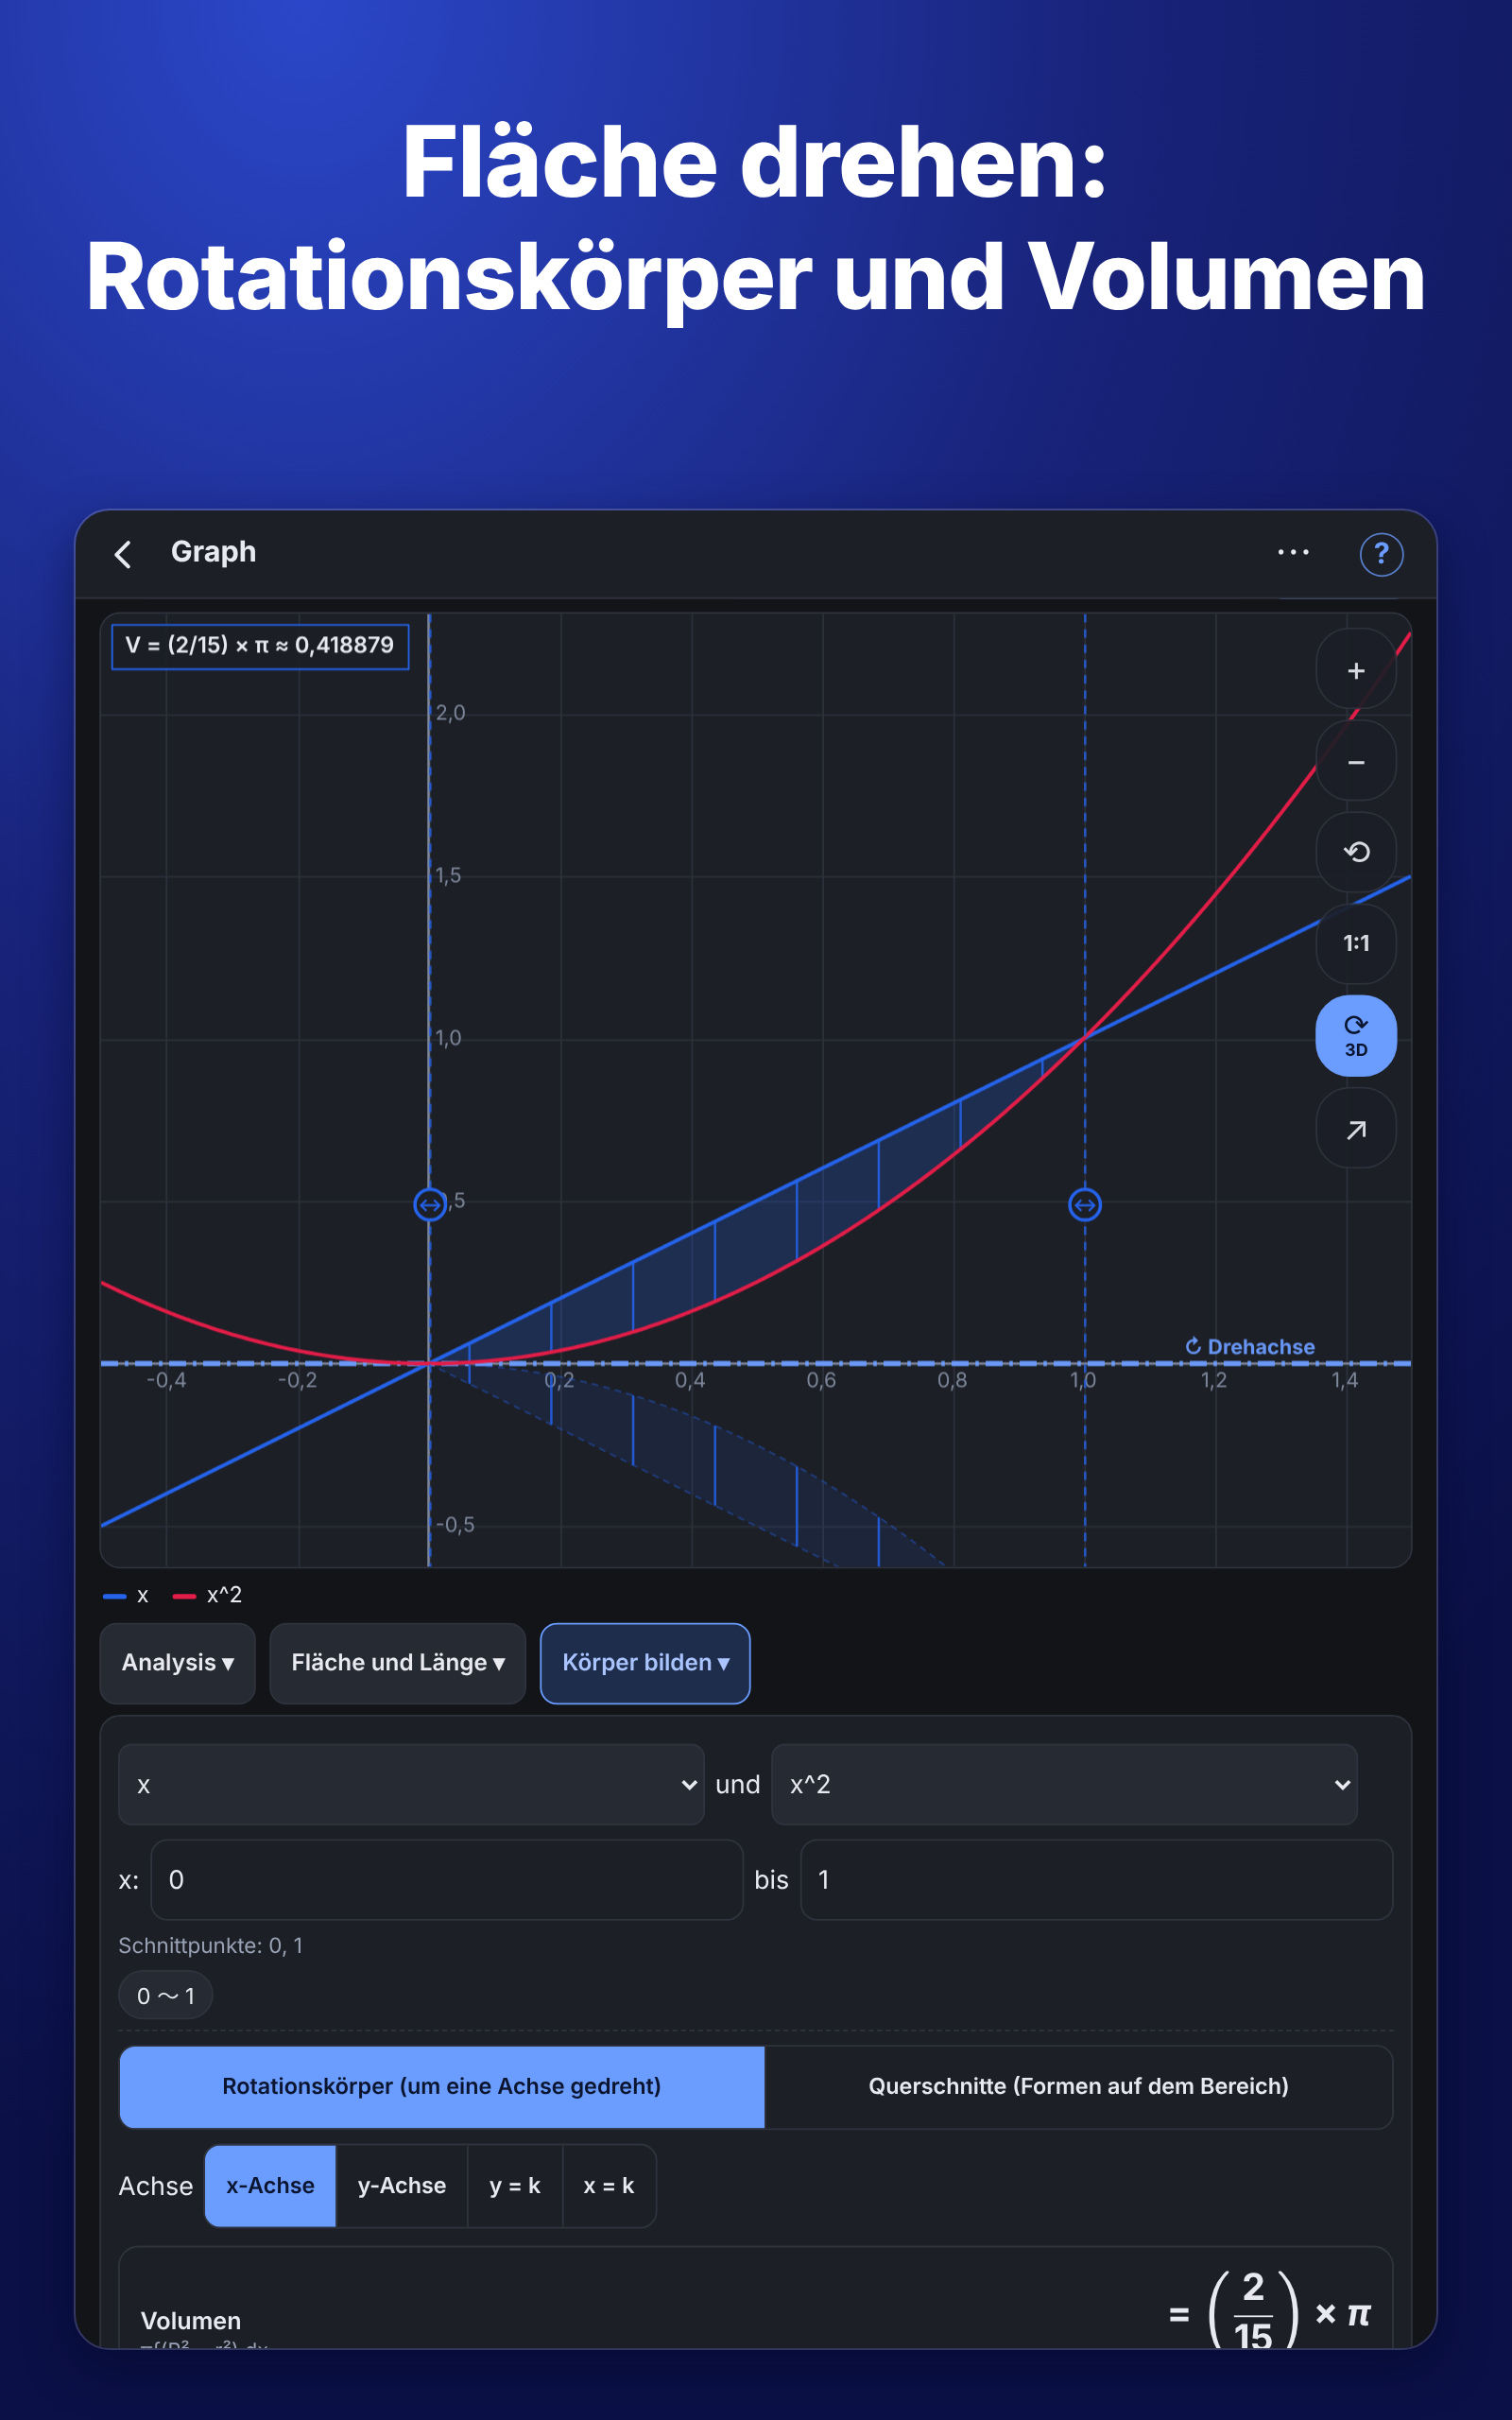 Fläche drehen:
Rotationskörper und Volumen
Graph
... ?
V = (2/15) × π ≈ 0,418879
+
−
1:1
3D
2,0
1,5
1,0
,5
-0,5
Drehachse
-0,4 -0,2 0,2 0,4 0,6 0,8 1,0 1,2 1,4
x x^2
Analysis ▾ Fläche und Länge ▾ Körper bilden ▾
x und x^2
x: 0 bis 1
Schnittpunkte: 0, 1
0 〜 1
Rotationskörper (um eine Achse gedreht) Querschnitte (Formen auf dem Bereich)
Achse x-Achse y-Achse y = k x = k
Volumen = (2/15) × π